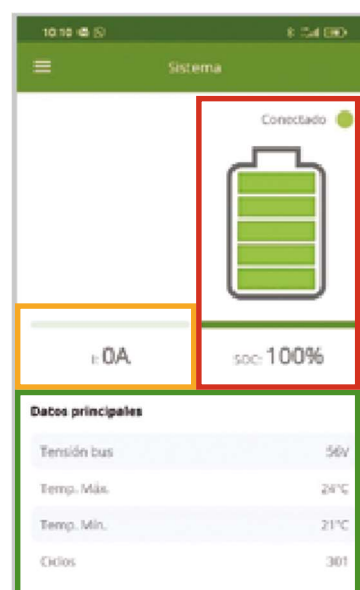 10:10
Sistema
Conectado
I: 0A
SOC: 100%
Datos principales
Tensión bus 56V
Temp. Máx. 24°C
Temp. Mín. 21°C
Ciclos 301